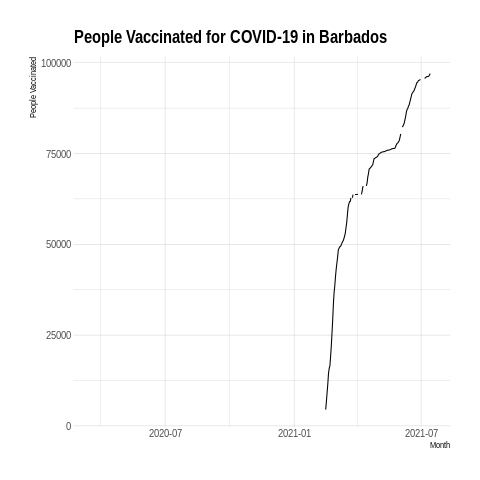 People Vaccinated for COVID-19 in Barbados
People Vaccinated
100000
75000
50000
25000
0
2020-07
2021-01
2021-07
Month